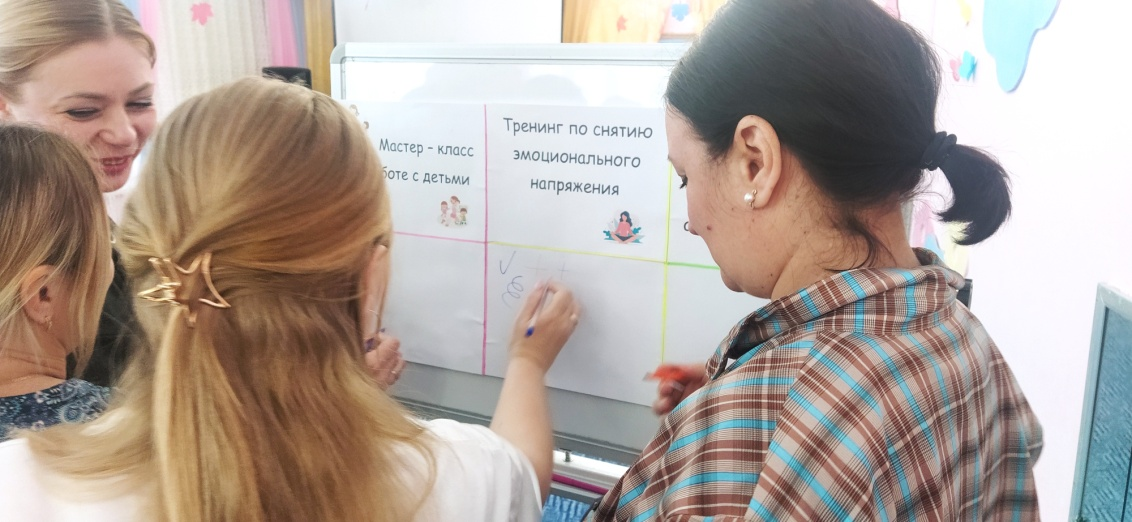 Мастер - класс
боте с детьми
Тренинг по снятию
эмоционального
напряжения